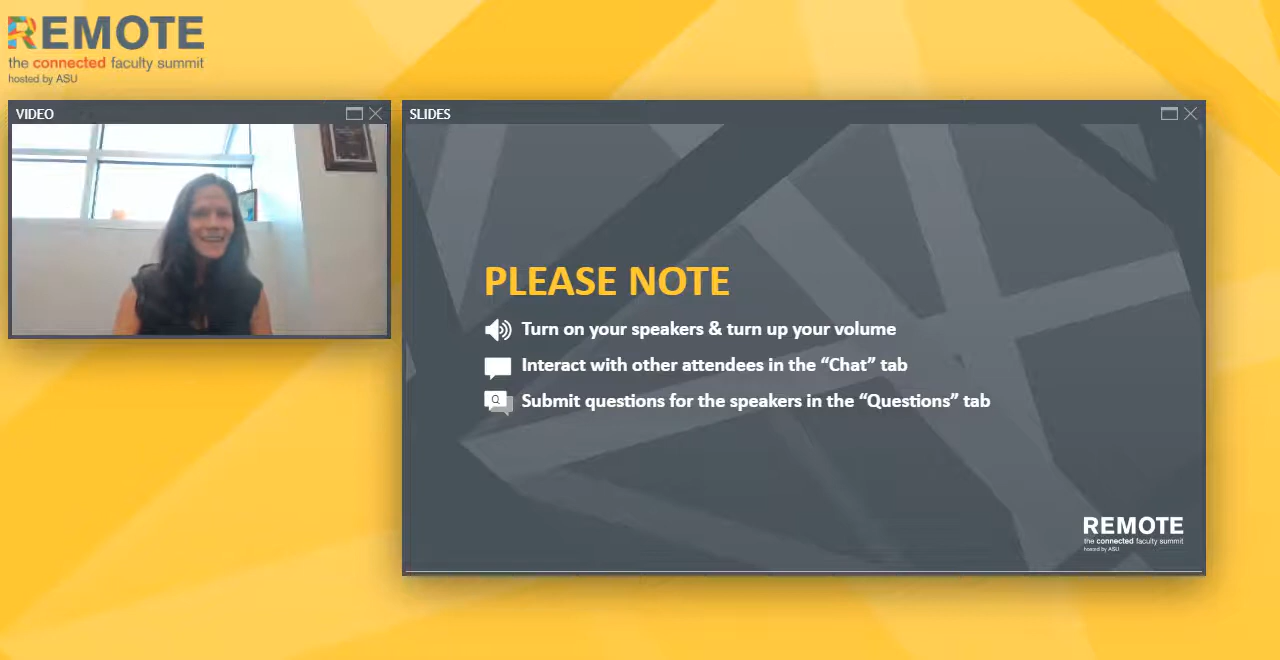 REMOTE
the connected faculty summit
hosted by ASU
VIDEO
SLIDES
PLEASE NOTE
Turn on your speakers & turn up your volume
Interact with other attendees in the “Chat” tab
Submit questions for the speakers in the “Questions” tab
REMOTE
the connected faculty summit
hosted by ASU